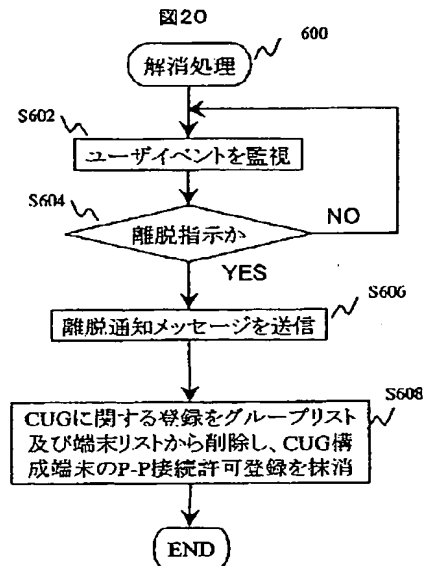 図20
600
解消処理
S602
ユーザイベントを監視
S604
離脱指示か
NO
YES
S606
離脱通知メッセージを送信
S608
CUGに関する登録をグループリスト
及び端末リストから削除し、CUG構
成端末のP-P接続許可登録を抹消
END